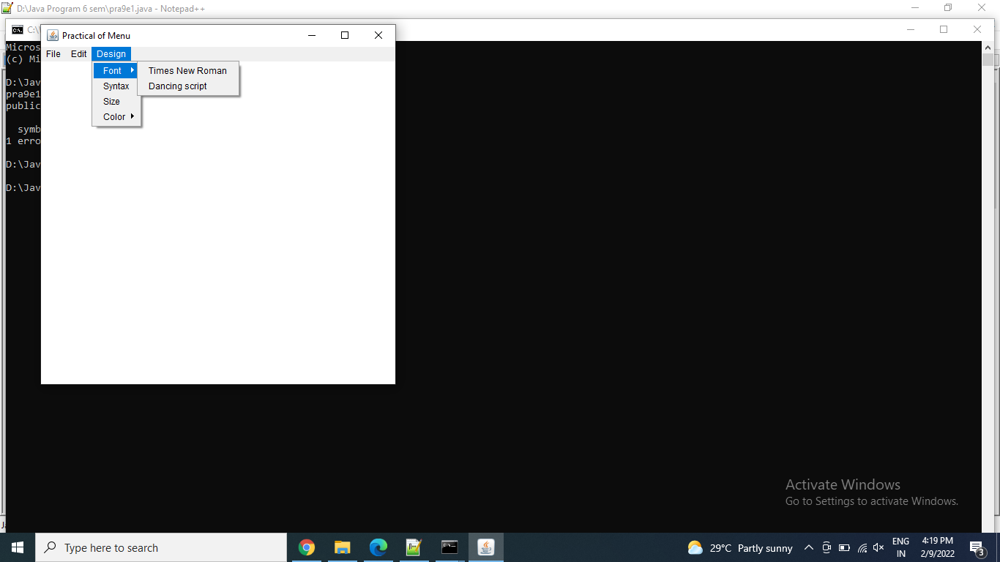 D:\Java Program 6 sem\pra9e1.java - Notepad++
C:\
Practical of Menu
File Edit Design
Font Times New Roman
Syntax Dancing script
Size
Color
Micros
(c) Mi
D:\Jav
pra9e1
public
symb
1 erro
D:\Jav
D:\Jav
Activate Windows
Go to Settings to activate Windows.
Type here to search
29°C Partly sunny
ENG
IN
4:19 PM
2/9/2022
3